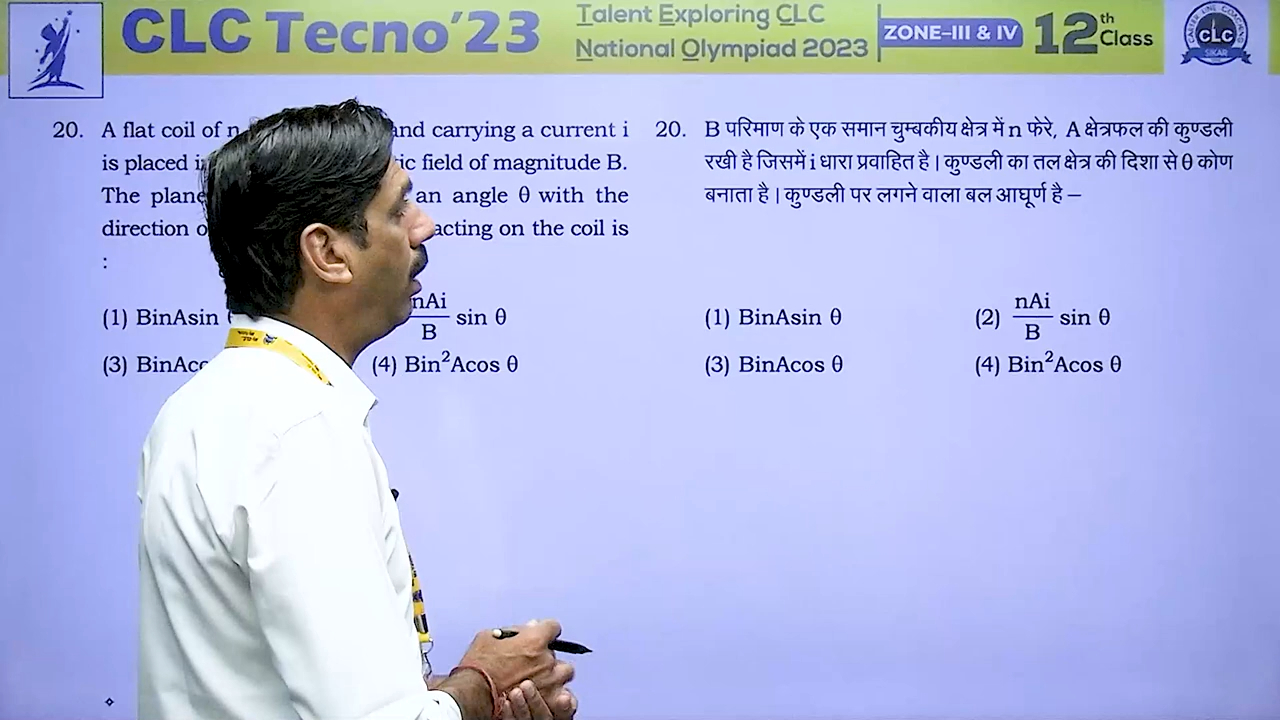 CLC Tecno’23
Talent Exploring CLC
National Olympiad 2023
ZONE–III & IV
12th Class
CLC
SIKAR
20. A flat coil of n and carrying a current i
is placed field of magnitude B.
The plane an angle θ with the
direction acting on the coil is
:
(1) BinAsin
nAi/B sin θ
(3)
(4) Bin²Acos θ
20. B परिमाण के एक समान चुम्बकीय क्षेत्र में n फेरे, A क्षेत्रफल की कुण्डली
रखी है जिसमें i धारा प्रवाहित है | कुण्डली का तल क्षेत्र की दिशा से θ कोण
बनाता है | कुण्डली पर लगने वाला बल आघूर्ण है –
(1) BinAsin θ
(2) nAi/B sin θ
(3) BinAcos θ
(4) Bin²Acos θ